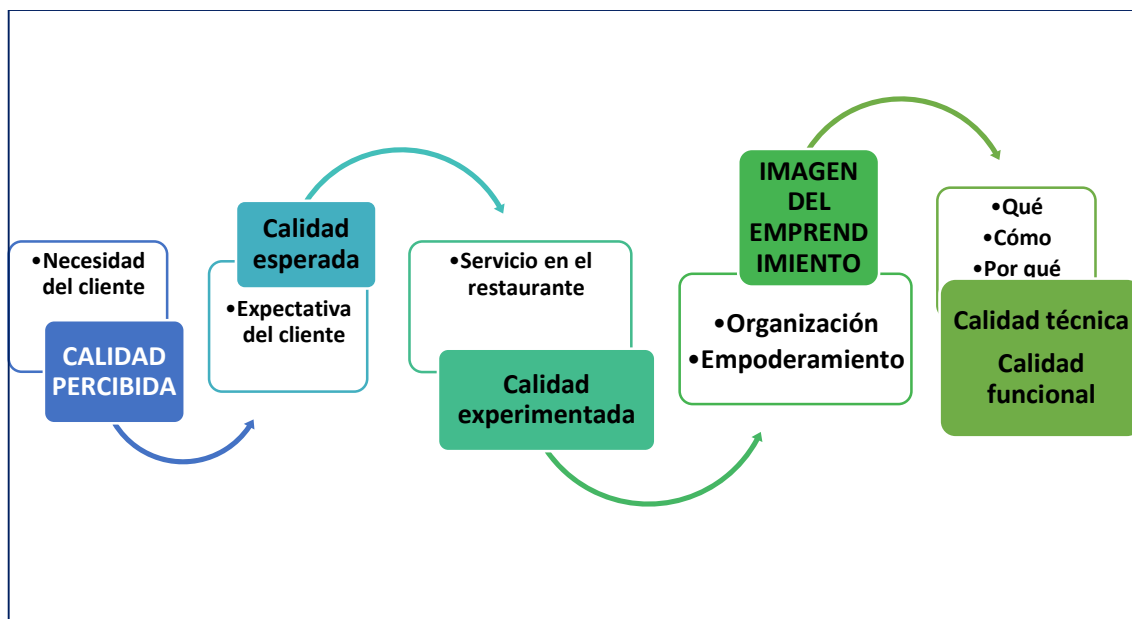 •Necesidad
del cliente
CALIDAD
PERCIBIDA
Calidad
esperada
•Expectativa
del cliente
•Servicio en el
restaurante
Calidad
experimentada
IMAGEN
DEL
EMPREND
IMIENTO
•Organización
•Empoderamiento
•Qué
•Cómo
•Por qué
Calidad técnica
Calidad
funcional